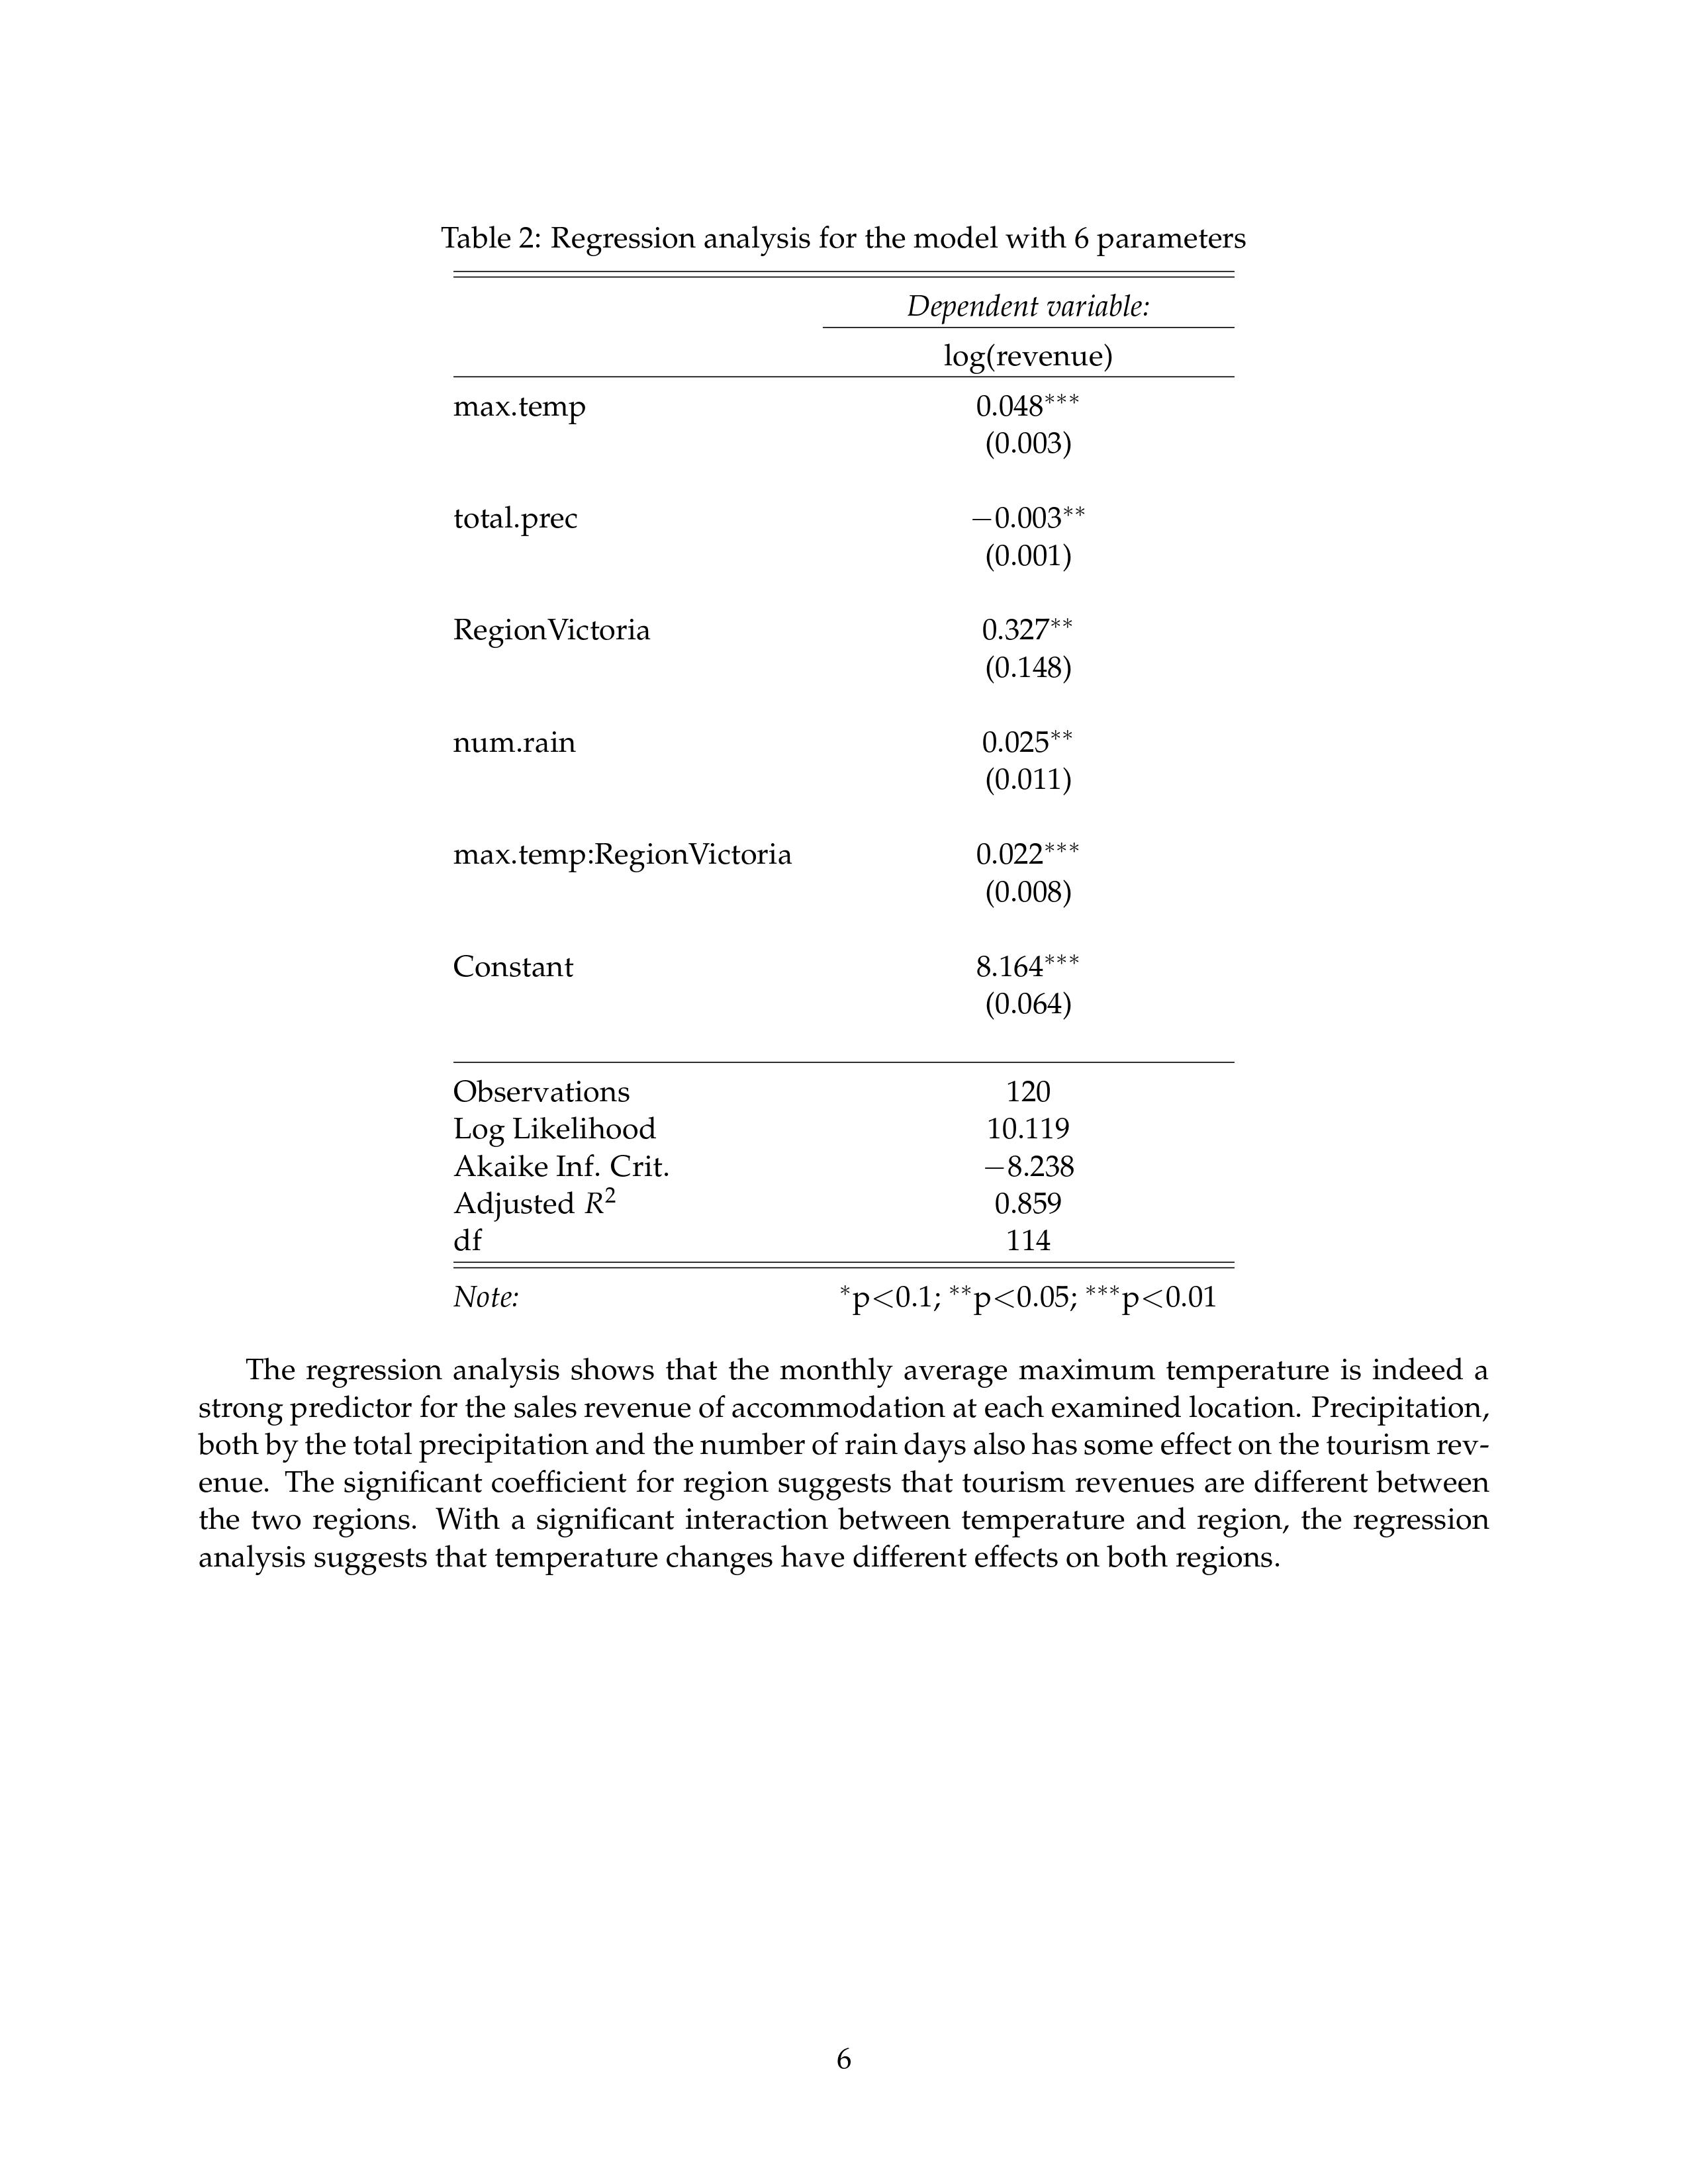 Table 2: Regression analysis for the model with 6 parameters
Dependent variable:
log(revenue)
max.temp 0.048***
(0.003)
total.prec −0.003**
(0.001)
RegionVictoria 0.327**
(0.148)
num.rain 0.025**
(0.011)
max.temp:RegionVictoria 0.022***
(0.008)
Constant 8.164***
(0.064)
Observations 120
Log Likelihood 10.119
Akaike Inf. Crit. −8.238
Adjusted R² 0.859
df 114
Note: *p<0.1; **p<0.05; ***p<0.01
The regression analysis shows that the monthly average maximum temperature is indeed a
strong predictor for the sales revenue of accommodation at each examined location. Precipitation,
both by the total precipitation and the number of rain days also has some effect on the tourism rev-
enue. The significant coefficient for region suggests that tourism revenues are different between
the two regions. With a significant interaction between temperature and region, the regression
analysis suggests that temperature changes have different effects on both regions.
6